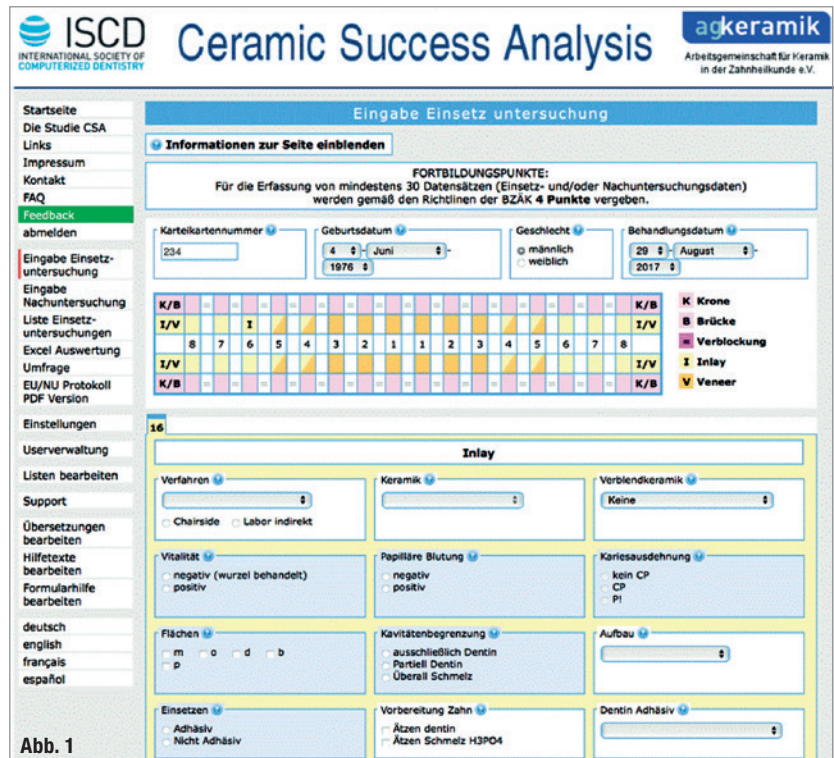 ISCD
INTERNATIONAL SOCIETY OF
COMPUTERIZED DENTISTRY
Ceramic Success Analysis
agkeramik
Arbeitsgemeinschaft für Keramik
in der Zahnheilkunde e.V.
Startseite
Die Studie CSA
Links
Impressum
Kontakt
FAQ
Feedback
abmelden
Eingabe Einsetz-
untersuchung
Eingabe
Nachuntersuchung
Liste Einsetz-
untersuchungen
Excel Auswertung
Umfrage
EU/NU Protokoll
PDF Version
Einstellungen
Userverwaltung
Listen bearbeiten
Support
Übersetzungen
bearbeiten
Hilfetexte
bearbeiten
Formularhilfe
bearbeiten
deutsch
english
français
español
Eingabe Einsetz untersuchung
Informationen zur Seite einblenden
FORTBILDUNGSPUNKTE:
Für die Erfassung von mindestens 30 Datensätzen (Einsetz- und/oder Nachuntersuchungsdaten)
werden gemäß den Richtlinen der BZÄK 4 Punkte vergeben.
Karteikartennummer
234
Geburtsdatum
4 - Juni -
1976
Geschlecht
männlich
weiblich
Behandlungsdatum
29 - August -
2017
K/B = = = = = = = = = = = = = = = K/B
I/V I I/V
8 7 6 5 4 3 2 1 1 2 3 4 5 6 7 8
I/V I/V
K/B = = = = = = = = = = = = = = = K/B
K Krone
B Brücke
= Verblockung
I Inlay
V Veneer
16
Inlay
Verfahren
Chairside Labor indirekt
Keramik
Verblendkeramik
Keine
Vitalität
negativ (wurzel behandelt)
positiv
Papilläre Blutung
negativ
positiv
Kariesausdehnung
kein CP
CP
P!
Flächen
m o d b
p
Kavitätenbegrenzung
ausschließlich Dentin
Partiell Dentin
Überall Schmelz
Aufbau
Einsetzen
Adhäsiv
Nicht Adhäsiv
Vorbereitung Zahn
Ätzen dentin
Ätzen Schmelz H3PO4
Dentin Adhäsiv
Abb. 1